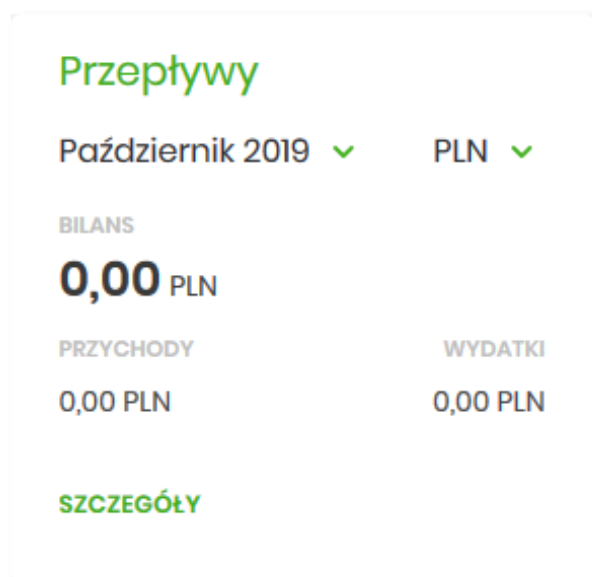 Przepływy
Październik 2019 PLN
BILANS
0,00 PLN
PRZYCHODY WYDATKI
0,00 PLN 0,00 PLN
SZCZEGÓŁY